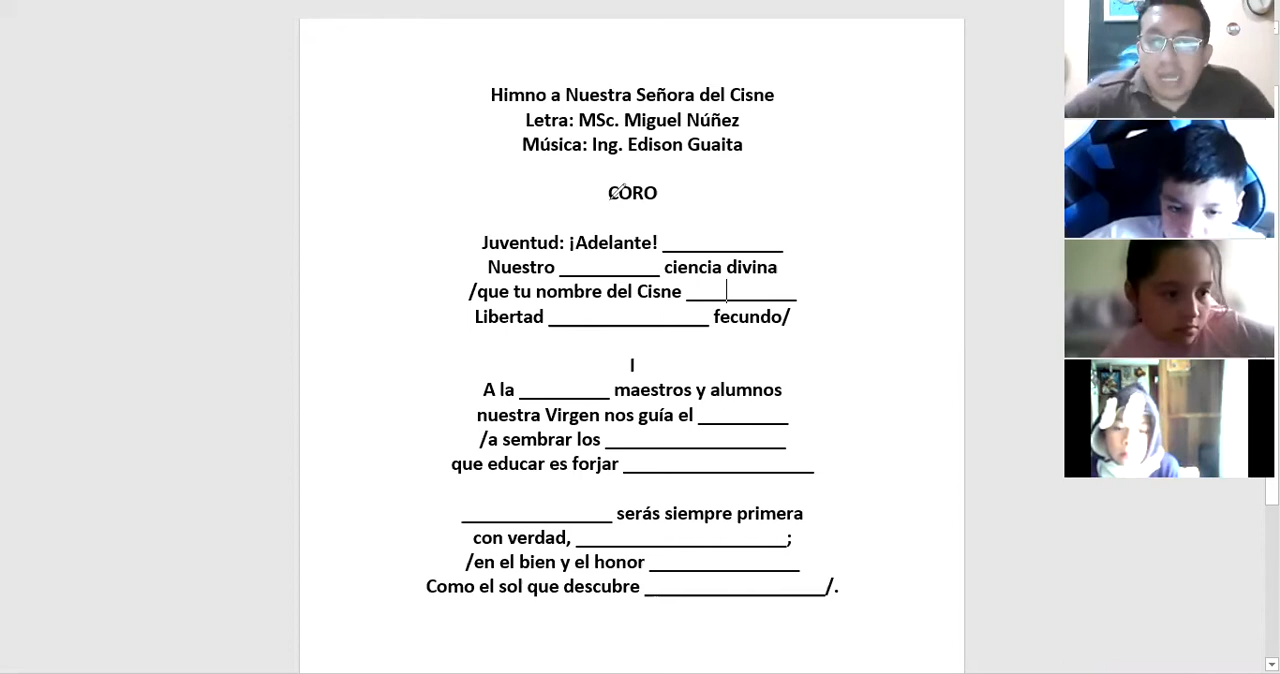 Himno a Nuestra Señora del Cisne
Letra: MSc. Miguel Núñez
Música: Ing. Edison Guaita
CORO
Juventud: ¡Adelante! ____________
Nuestro __________ ciencia divina
/que tu nombre del Cisne ___________
Libertad ________________ fecundo/
I
A la _________ maestros y alumnos
nuestra Virgen nos guía el _________
/a sembrar los __________________
que educar es forjar ___________________
_______________ serás siempre primera
con verdad, _____________________;
/en el bien y el honor _______________
Como el sol que descubre __________________/.